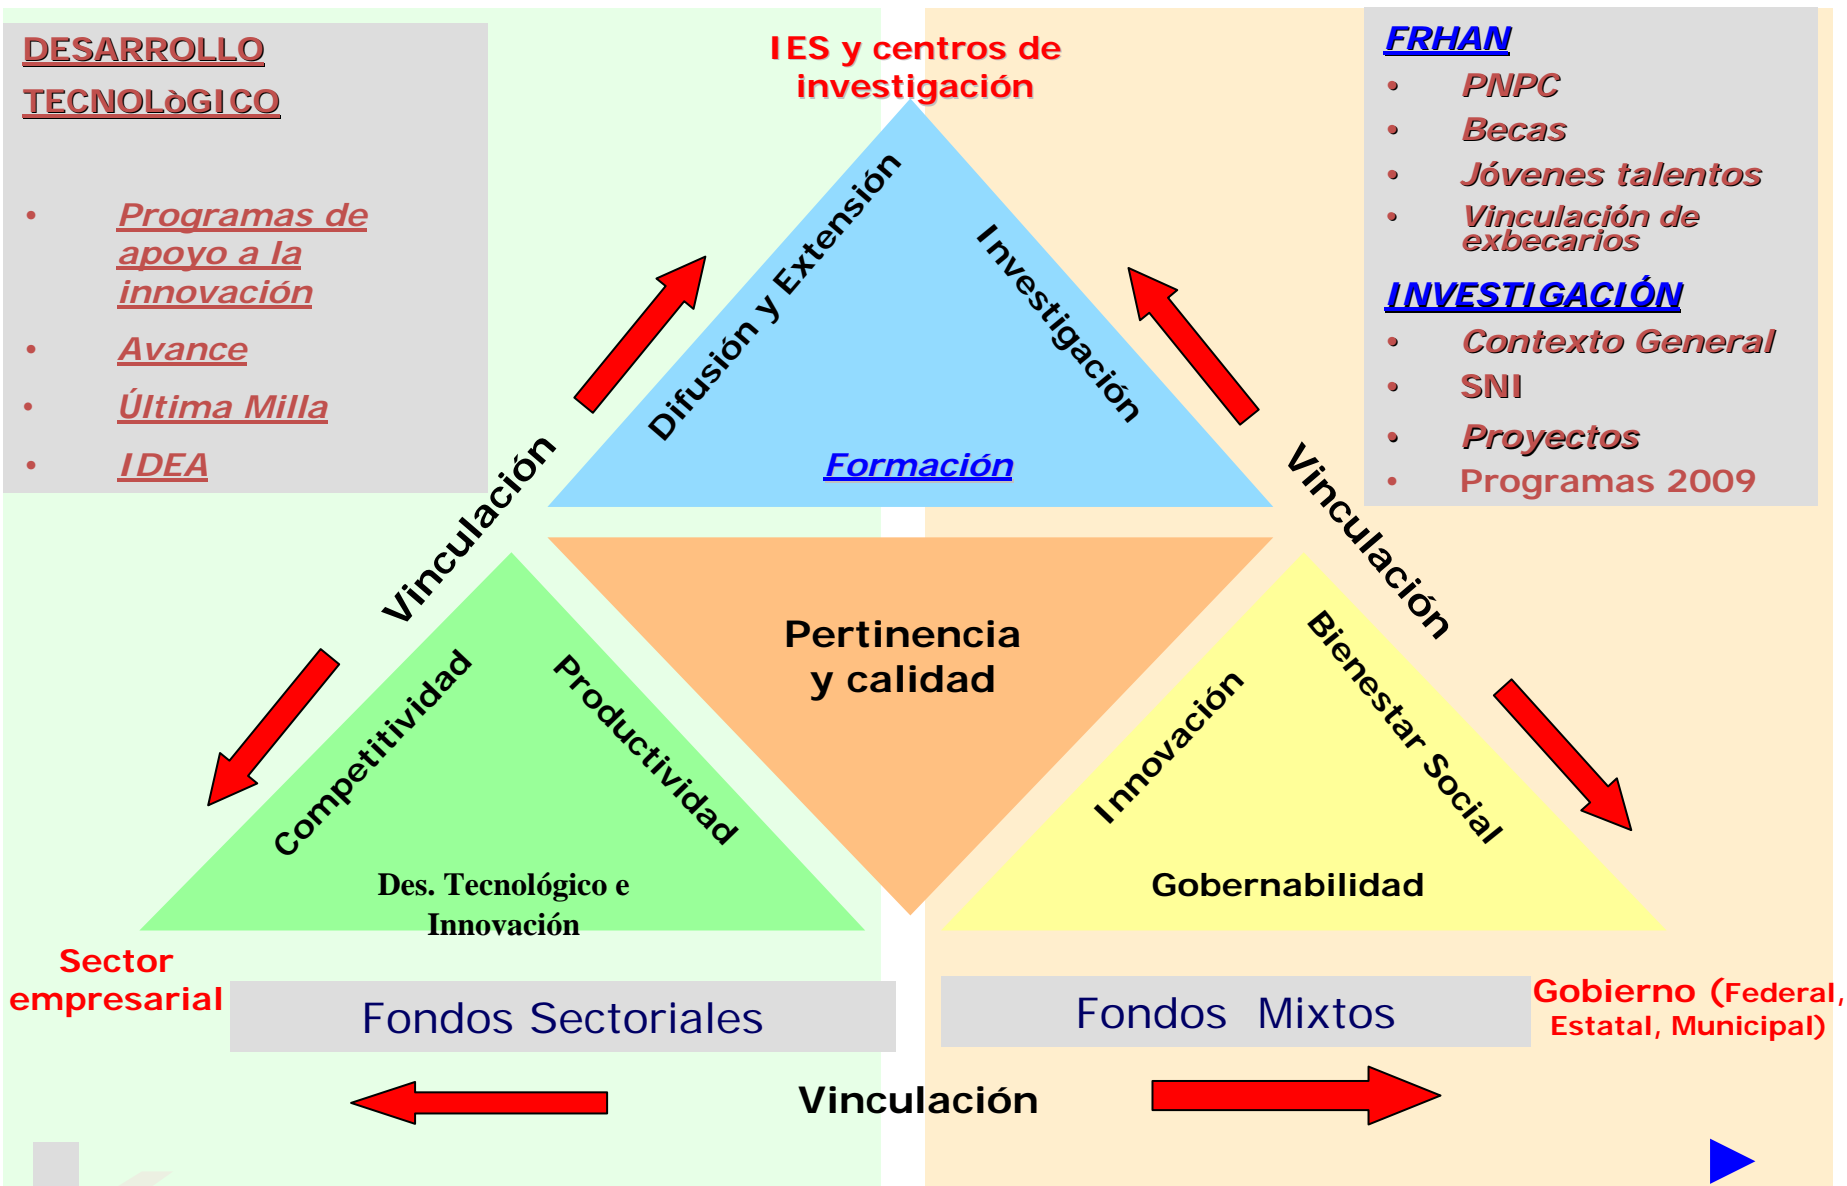 DESARROLLO
TECNOLòGICO
• Programas de
apoyo a la
innovación
• Avance
• Última Milla
• IDEA
IES y centros de
investigación
FRHAN
• PNPC
• Becas
• Jóvenes talentos
• Vinculación de
exbecarios
INVESTIGACIÓN
• Contexto General
• SNI
• Proyectos
• Programas 2009
Difusión y Extensión
Investigación
Formación
Vinculación
Vinculación
Pertinencia
y calidad
Competitividad
Productividad
Des. Tecnológico e
Innovación
Innovación
Bienestar Social
Gobernabilidad
Sector
empresarial
Fondos Sectoriales
Fondos Mixtos
Gobierno (Federal,
Estatal, Municipal)
Vinculación